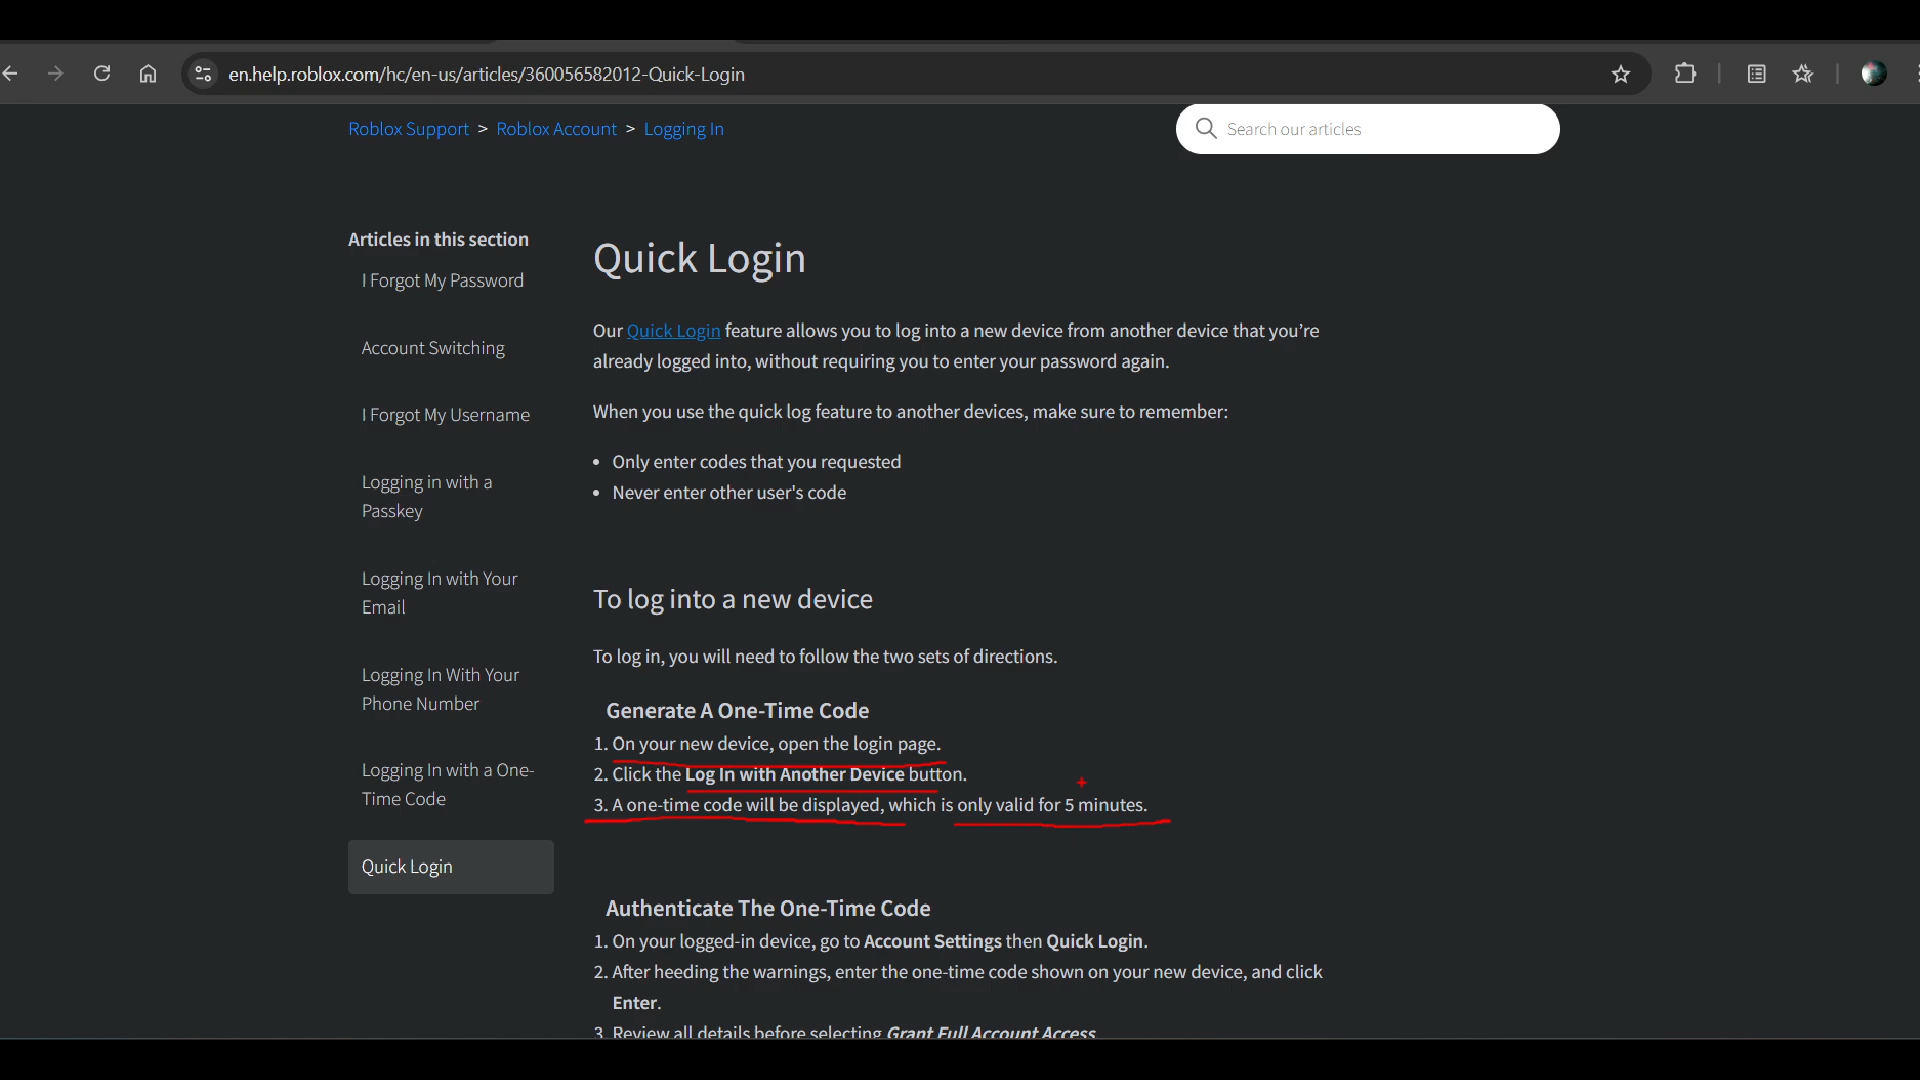 en.help.roblox.com/hc/en-us/articles/360056582012-Quick-Login
Roblox Support > Roblox Account > Logging In
Search our articles
Articles in this section
I Forgot My Password
Account Switching
I Forgot My Username
Logging in with a
Passkey
Logging In with Your
Email
Logging In With Your
Phone Number
Logging In with a One-
Time Code
Quick Login
Quick Login
Our Quick Login feature allows you to log into a new device from another device that you’re
already logged into, without requiring you to enter your password again.
When you use the quick log feature to another devices, make sure to remember:
• Only enter codes that you requested
• Never enter other user's code
To log into a new device
To log in, you will need to follow the two sets of directions.
Generate A One-Time Code
1. On your new device, open the login page.
2. Click the Log In with Another Device button.
3. A one-time code will be displayed, which is only valid for 5 minutes.
Authenticate The One-Time Code
1. On your logged-in device, go to Account Settings then Quick Login.
2. After heeding the warnings, enter the one-time code shown on your new device, and click
Enter.
3. Review all details before selecting Grant Full Account Access